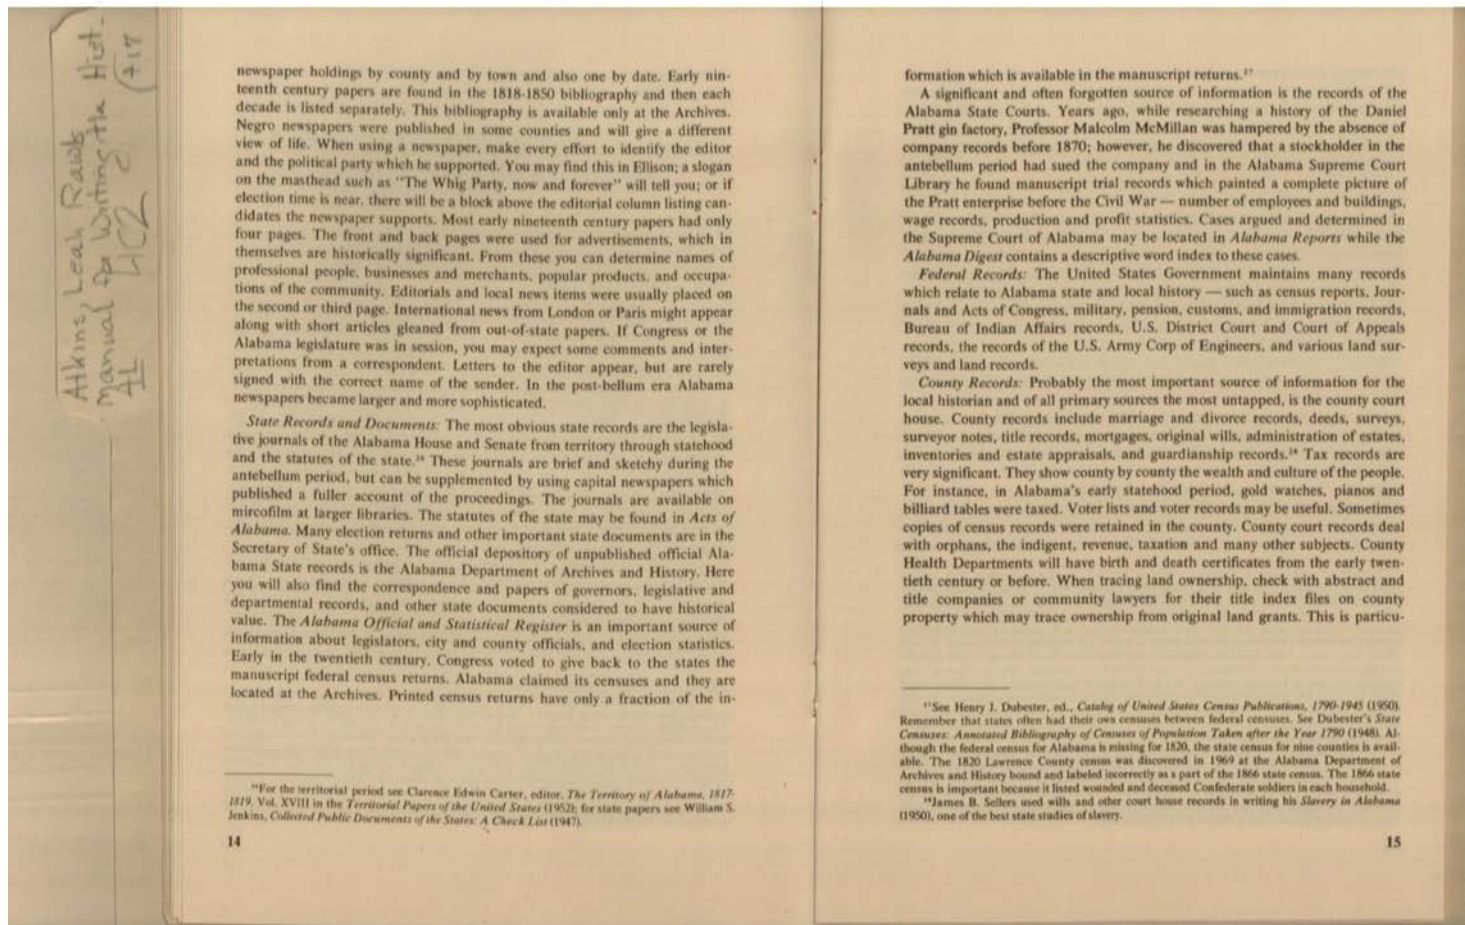 Atkins, Leah Rawls
Manual for Writing Ala Hist.
AL HC2 F17
newspaper holdings by county and by town and also one by date. Early nin-
teenth century papers are found in the 1818-1850 bibliography and then each
decade is listed separately. This bibliography is available only at the Archives.
Negro newspapers were published in some counties and will give a different
view of life. When using a newspaper, make every effort to identify the editor
and the political party which he supported. You may find this in Ellison; a slogan
on the masthead such as "The Whig Party, now and forever" will tell you; or if
election time is near, there will be a block above the editorial column listing can-
didates the newspaper supports. Most early nineteenth century papers had only
four pages. The front and back pages were used for advertisements, which in
themselves are historically significant. From these you can determine names of
professional people, businesses and merchants, popular products, and occupa-
tions of the community. Editorials and local news items were usually placed on
the second or third page. International news from London or Paris might appear
along with short articles gleaned from out-of-state papers. If Congress or the
Alabama legislature was in session, you may expect some comments and inter-
pretations from a correspondent. Letters to the editor appear, but are rarely
signed with the correct name of the sender. In the post-bellum era Alabama
newspapers became larger and more sophisticated.
State Records and Documents: The most obvious state records are the legisla-
tive journals of the Alabama House and Senate from territory through statehood
and the statutes of the state.¹⁶ These journals are brief and sketchy during the
antebellum period, but can be supplemented by using capital newspapers which
published a fuller account of the proceedings. The journals are available on
mircofilm at larger libraries. The statutes of the state may be found in Acts of
Alabama. Many election returns and other important state documents are in the
Secretary of State's office. The official depository of unpublished official Ala-
bama State records is the Alabama Department of Archives and History. Here
you will also find the correspondence and papers of governors, legislative and
departmental records, and other state documents considered to have historical
value. The Alabama Official and Statistical Register is an important source of
information about legislators, city and county officials, and election statistics.
Early in the twentieth century, Congress voted to give back to the states the
manuscript federal census returns. Alabama claimed its censuses and they are
located at the Archives. Printed census returns have only a fraction of the in-
¹⁶For the territorial period see Clarence Edwin Carter, editor, The Territory of Alabama, 1817-
1819, Vol. XVIII in the Territorial Papers of the United States (1952); for state papers see William S.
Jenkins, Collected Public Documents of the States: A Check List (1947).
14
formation which is available in the manuscript returns.¹⁷
A significant and often forgotten source of information is the records of the
Alabama State Courts. Years ago, while researching a history of the Daniel
Pratt gin factory, Professor Malcolm McMillan was hampered by the absence of
company records before 1870; however, he discovered that a stockholder in the
antebellum period had sued the company and in the Alabama Supreme Court
Library he found manuscript trial records which painted a complete picture of
the Pratt enterprise before the Civil War — number of employees and buildings,
wage records, production and profit statistics. Cases argued and determined in
the Supreme Court of Alabama may be located in Alabama Reports while the
Alabama Digest contains a descriptive word index to these cases.
Federal Records: The United States Government maintains many records
which relate to Alabama state and local history — such as census reports, Jour-
nals and Acts of Congress, military, pension, customs, and immigration records,
Bureau of Indian Affairs records, U.S. District Court and Court of Appeals
records, the records of the U.S. Army Corp of Engineers, and various land sur-
veys and land records.
County Records: Probably the most important source of information for the
local historian and of all primary sources the most untapped, is the county court
house. County records include marriage and divorce records, deeds, surveys,
surveyor notes, title records, mortgages, original wills, administration of estates,
inventories and estate appraisals, and guardianship records.¹⁸ Tax records are
very significant. They show county by county the wealth and culture of the people.
For instance, in Alabama's early statehood period, gold watches, pianos and
billiard tables were taxed. Voter lists and voter records may be useful. Sometimes
copies of census records were retained in the county. County court records deal
with orphans, the indigent, revenue, taxation and many other subjects. County
Health Departments will have birth and death certificates from the early twen-
tieth century or before. When tracing land ownership, check with abstract and
title companies or community lawyers for their title index files on county
property which may trace ownership from original land grants. This is particu-
¹⁷See Henry J. Dubester, ed., Catalog of United States Census Publications, 1790-1945 (1950).
Remember that states often had their own censuses between federal censuses. See Dubester's State
Censuses: Annotated Bibliography of Censuses of Population Taken after the Year 1790 (1948). Al-
though the federal census for Alabama is missing for 1820, the state census for nine counties is avail-
able. The 1820 Lawrence County census was discovered in 1969 at the Alabama Department of
Archives and History bound and labeled incorrectly as a part of the 1866 state census. The 1866 state
census is important because it listed wounded and deceased Confederate soldiers in each household.
¹⁸James B. Sellers used wills and other court house records in writing his Slavery in Alabama
(1950), one of the best state studies of slavery.
15